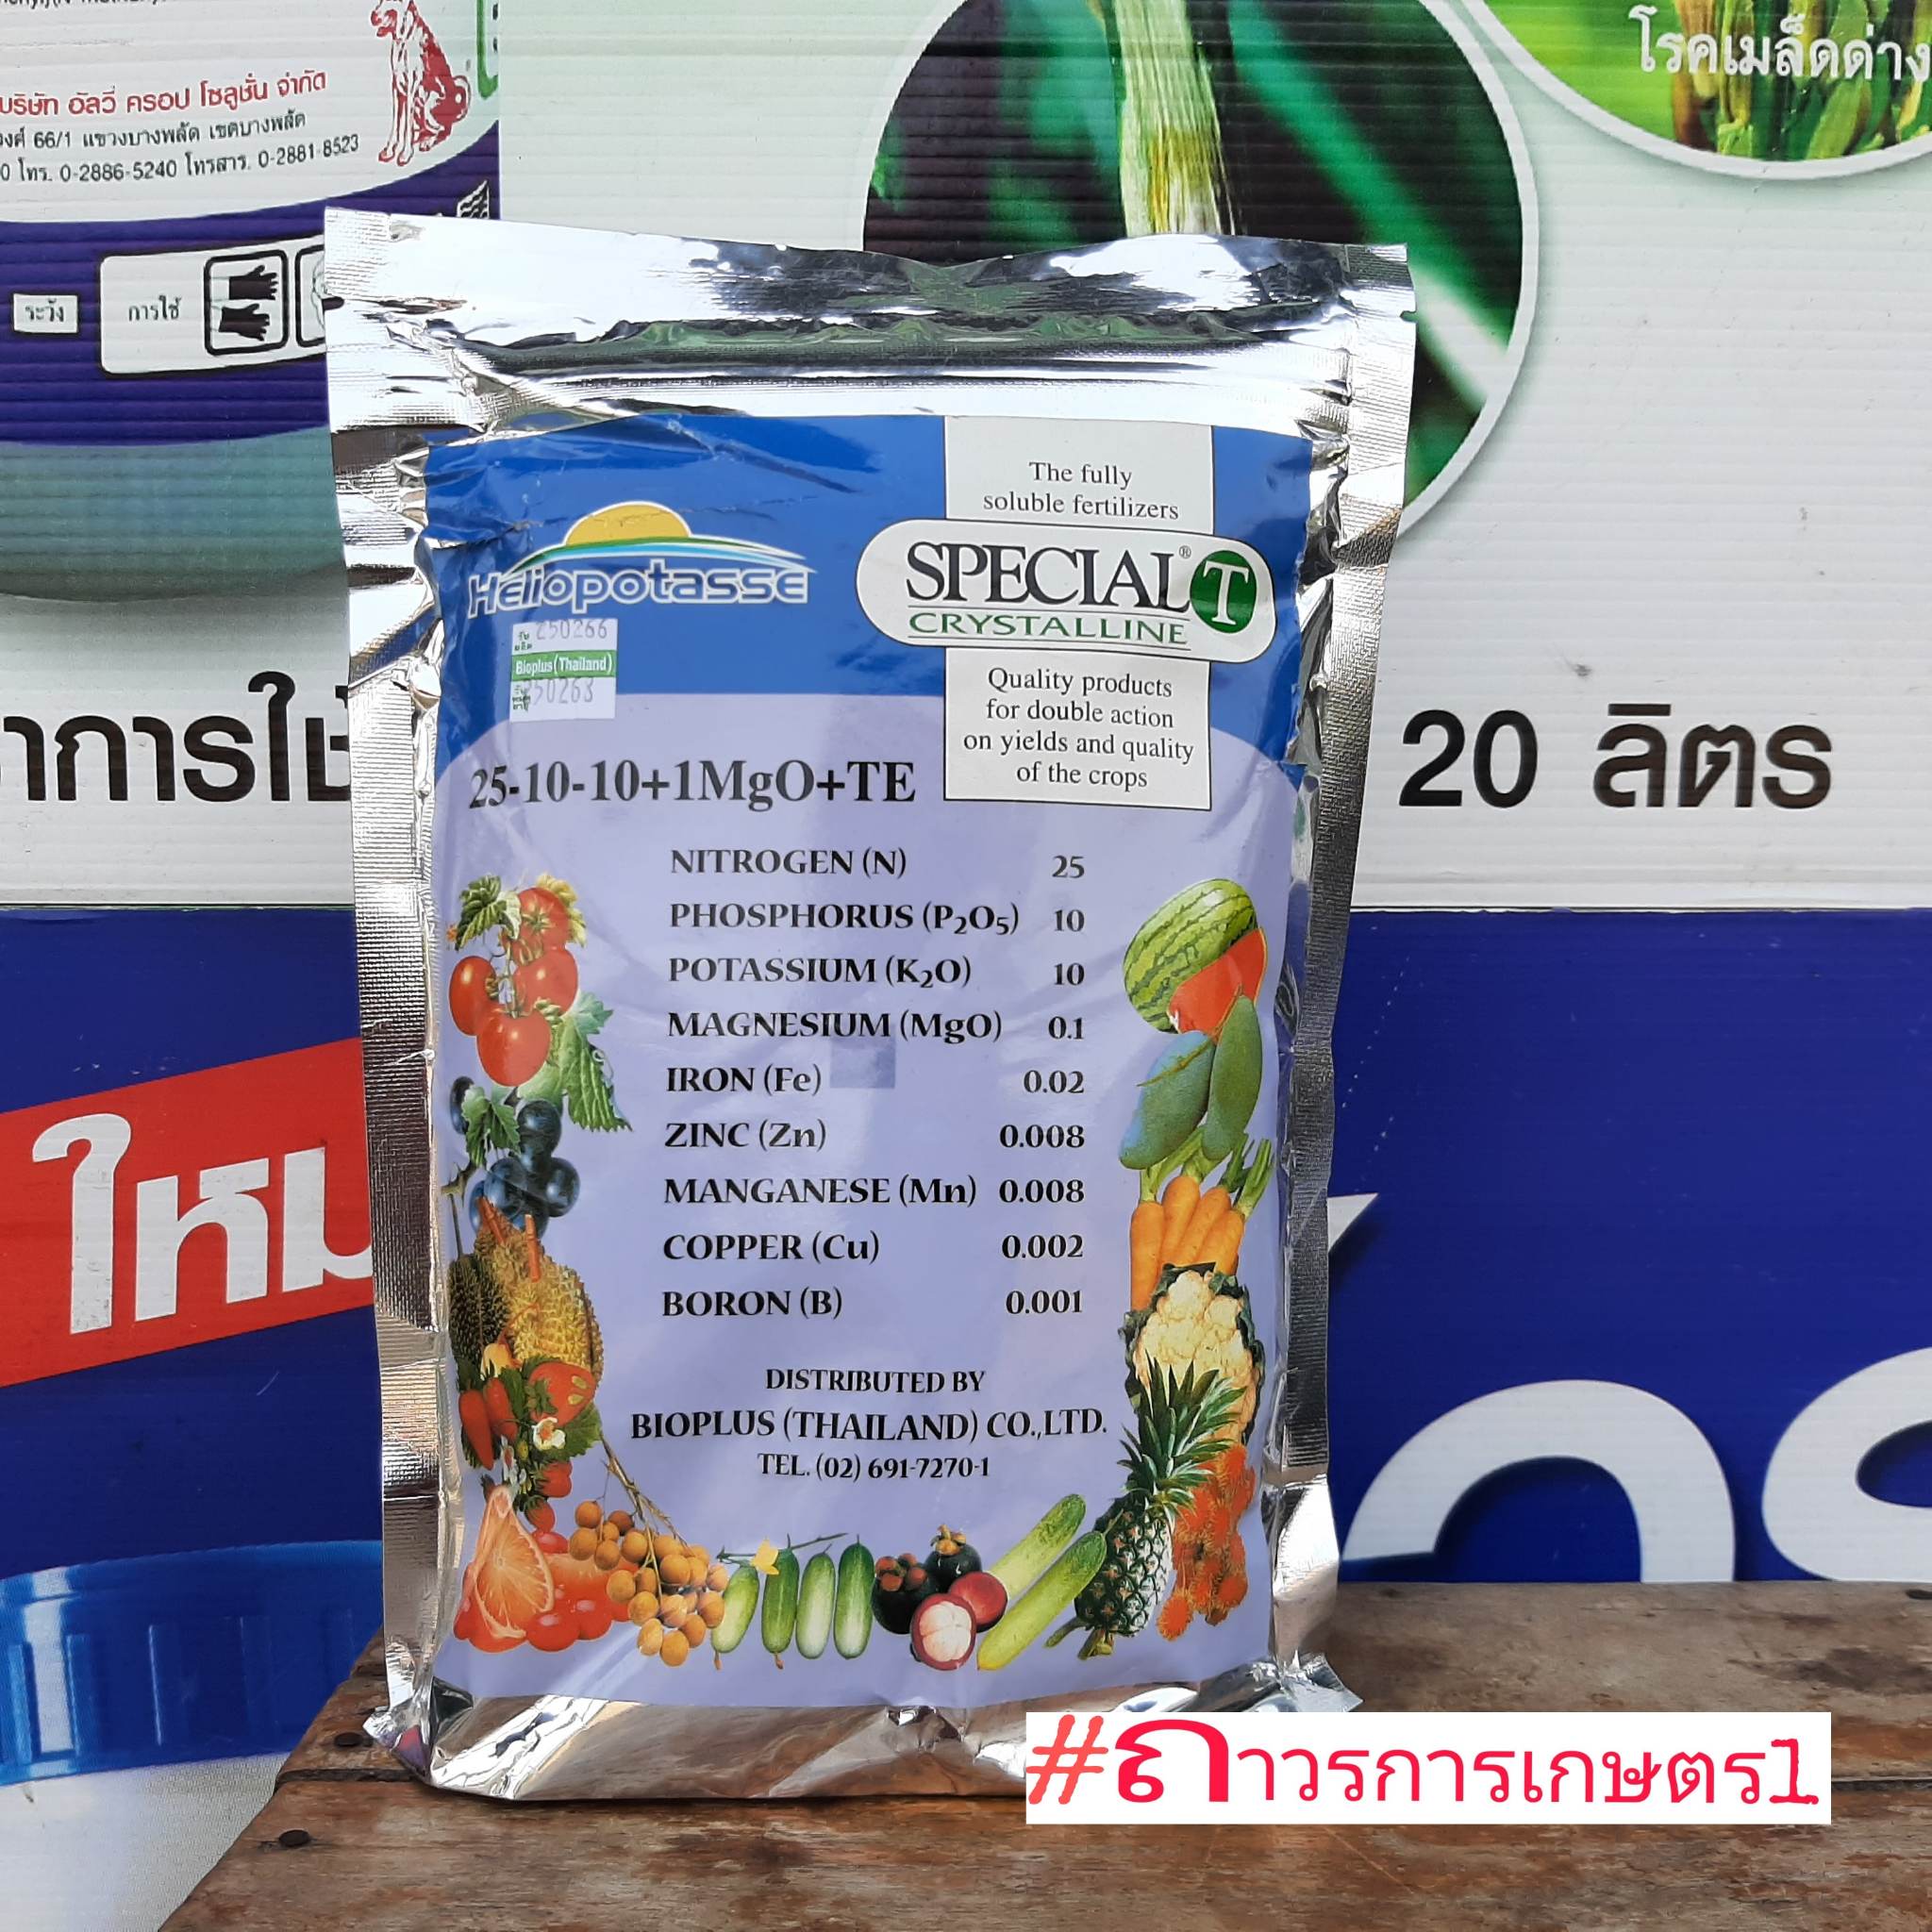 บริษัท อัลวี ครอป โซลูชั่น จำกัด
66/1 แขวงบางพลัด เขตบางพลัด
0 โทร. 0-2886-5240 โทรสาร. 0-2881-8523
ระวัง
การใช้
โรคเมล็ดด่าง
The fully
soluble fertilizers
SPECIAL® T
CRYSTALLINE
Heliopotasse
250266
Bioplus (Thailand)
250263
Quality products
for double action
on yields and quality
of the crops
25-10-10+1MgO+TE
NITROGEN (N) 25
PHOSPHORUS (P₂O₅) 10
POTASSIUM (K₂O) 10
MAGNESIUM (MgO) 0.1
IRON (Fe) 0.02
ZINC (Zn) 0.008
MANGANESE (Mn) 0.008
COPPER (Cu) 0.002
BORON (B) 0.001
DISTRIBUTED BY
BIOPLUS (THAILAND) CO.,LTD.
TEL. (02) 691-7270-1
20 ลิตร
#ถาวรการเกษตร1